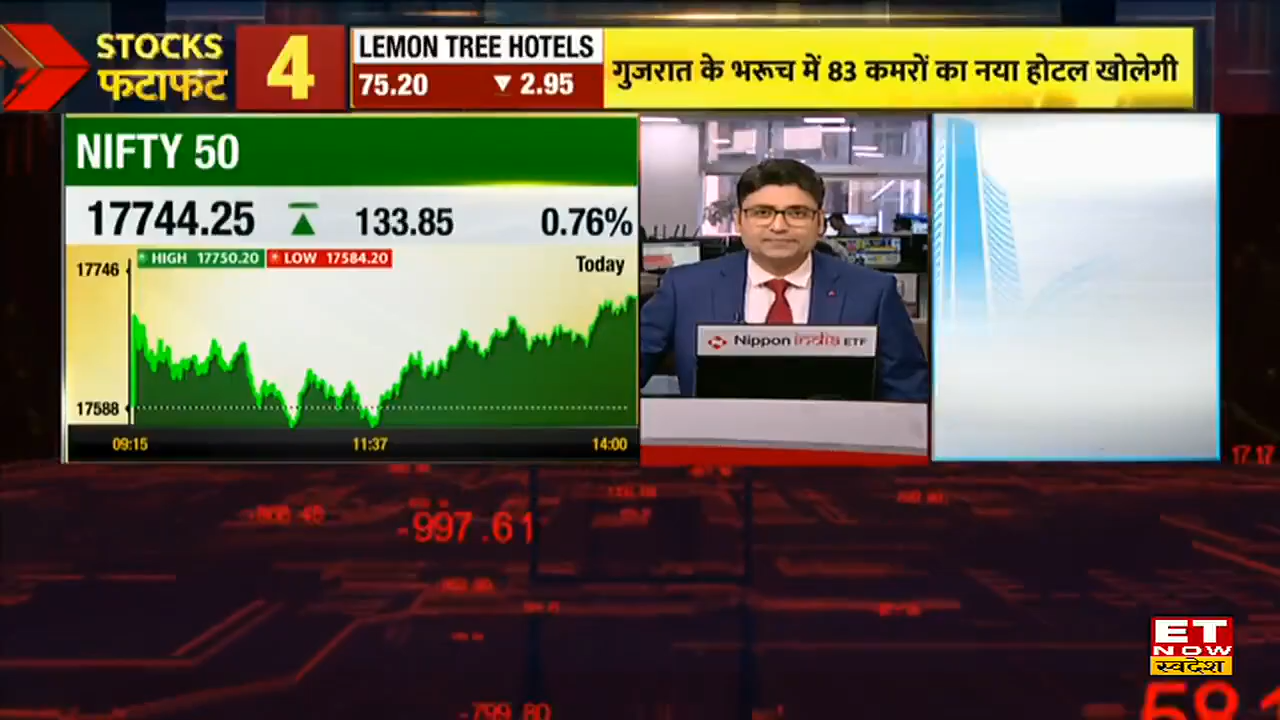 STOCKS
फटाफट
4
LEMON TREE HOTELS
75.20 ▼ 2.95
गुजरात के भरूच में 83 कमरों का नया होटल खोलेगी
NIFTY 50
17744.25 133.85 0.76%
HIGH 17750.20 LOW 17584.20
Today
17746
17588
09:15 11:37 14:00
Nippon india ETF
17.17
-997.61
-799.80
ET
NOW
स्वदेश